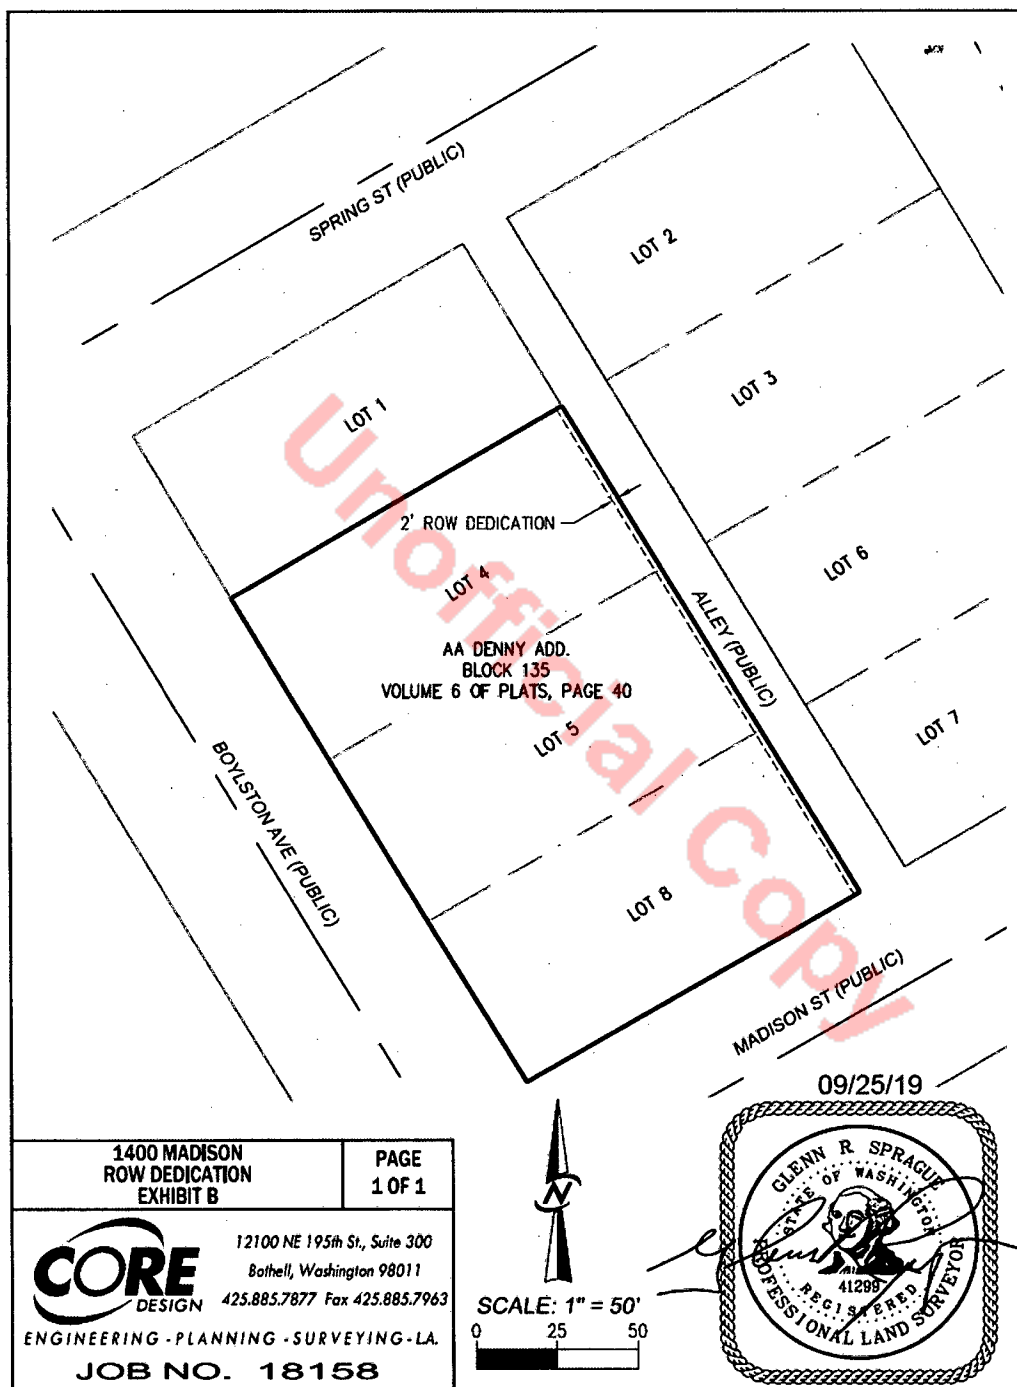 SPRING ST (PUBLIC)
LOT 2
LOT 3
LOT 1
2' ROW DEDICATION
LOT 4
LOT 6
ALLEY (PUBLIC)
AA DENNY ADD.
BLOCK 135
VOLUME 6 OF PLATS, PAGE 40
LOT 5
LOT 7
BOYLSTON AVE (PUBLIC)
LOT 8
MADISON ST (PUBLIC)
Unofficial Copy
09/25/19
1400 MADISON
ROW DEDICATION
EXHIBIT B
PAGE
1 OF 1
CORE
DESIGN
12100 NE 195th St., Suite 300
Bothell, Washington 98011
425.885.7877 Fax 425.885.7963
ENGINEERING - PLANNING - SURVEYING - L.A.
JOB NO. 18158
N
SCALE: 1" = 50'
0 25 50
GLENN R SPRAGUE
STATE OF WASHINGTON
41299
REGISTERED
PROFESSIONAL LAND SURVEYOR